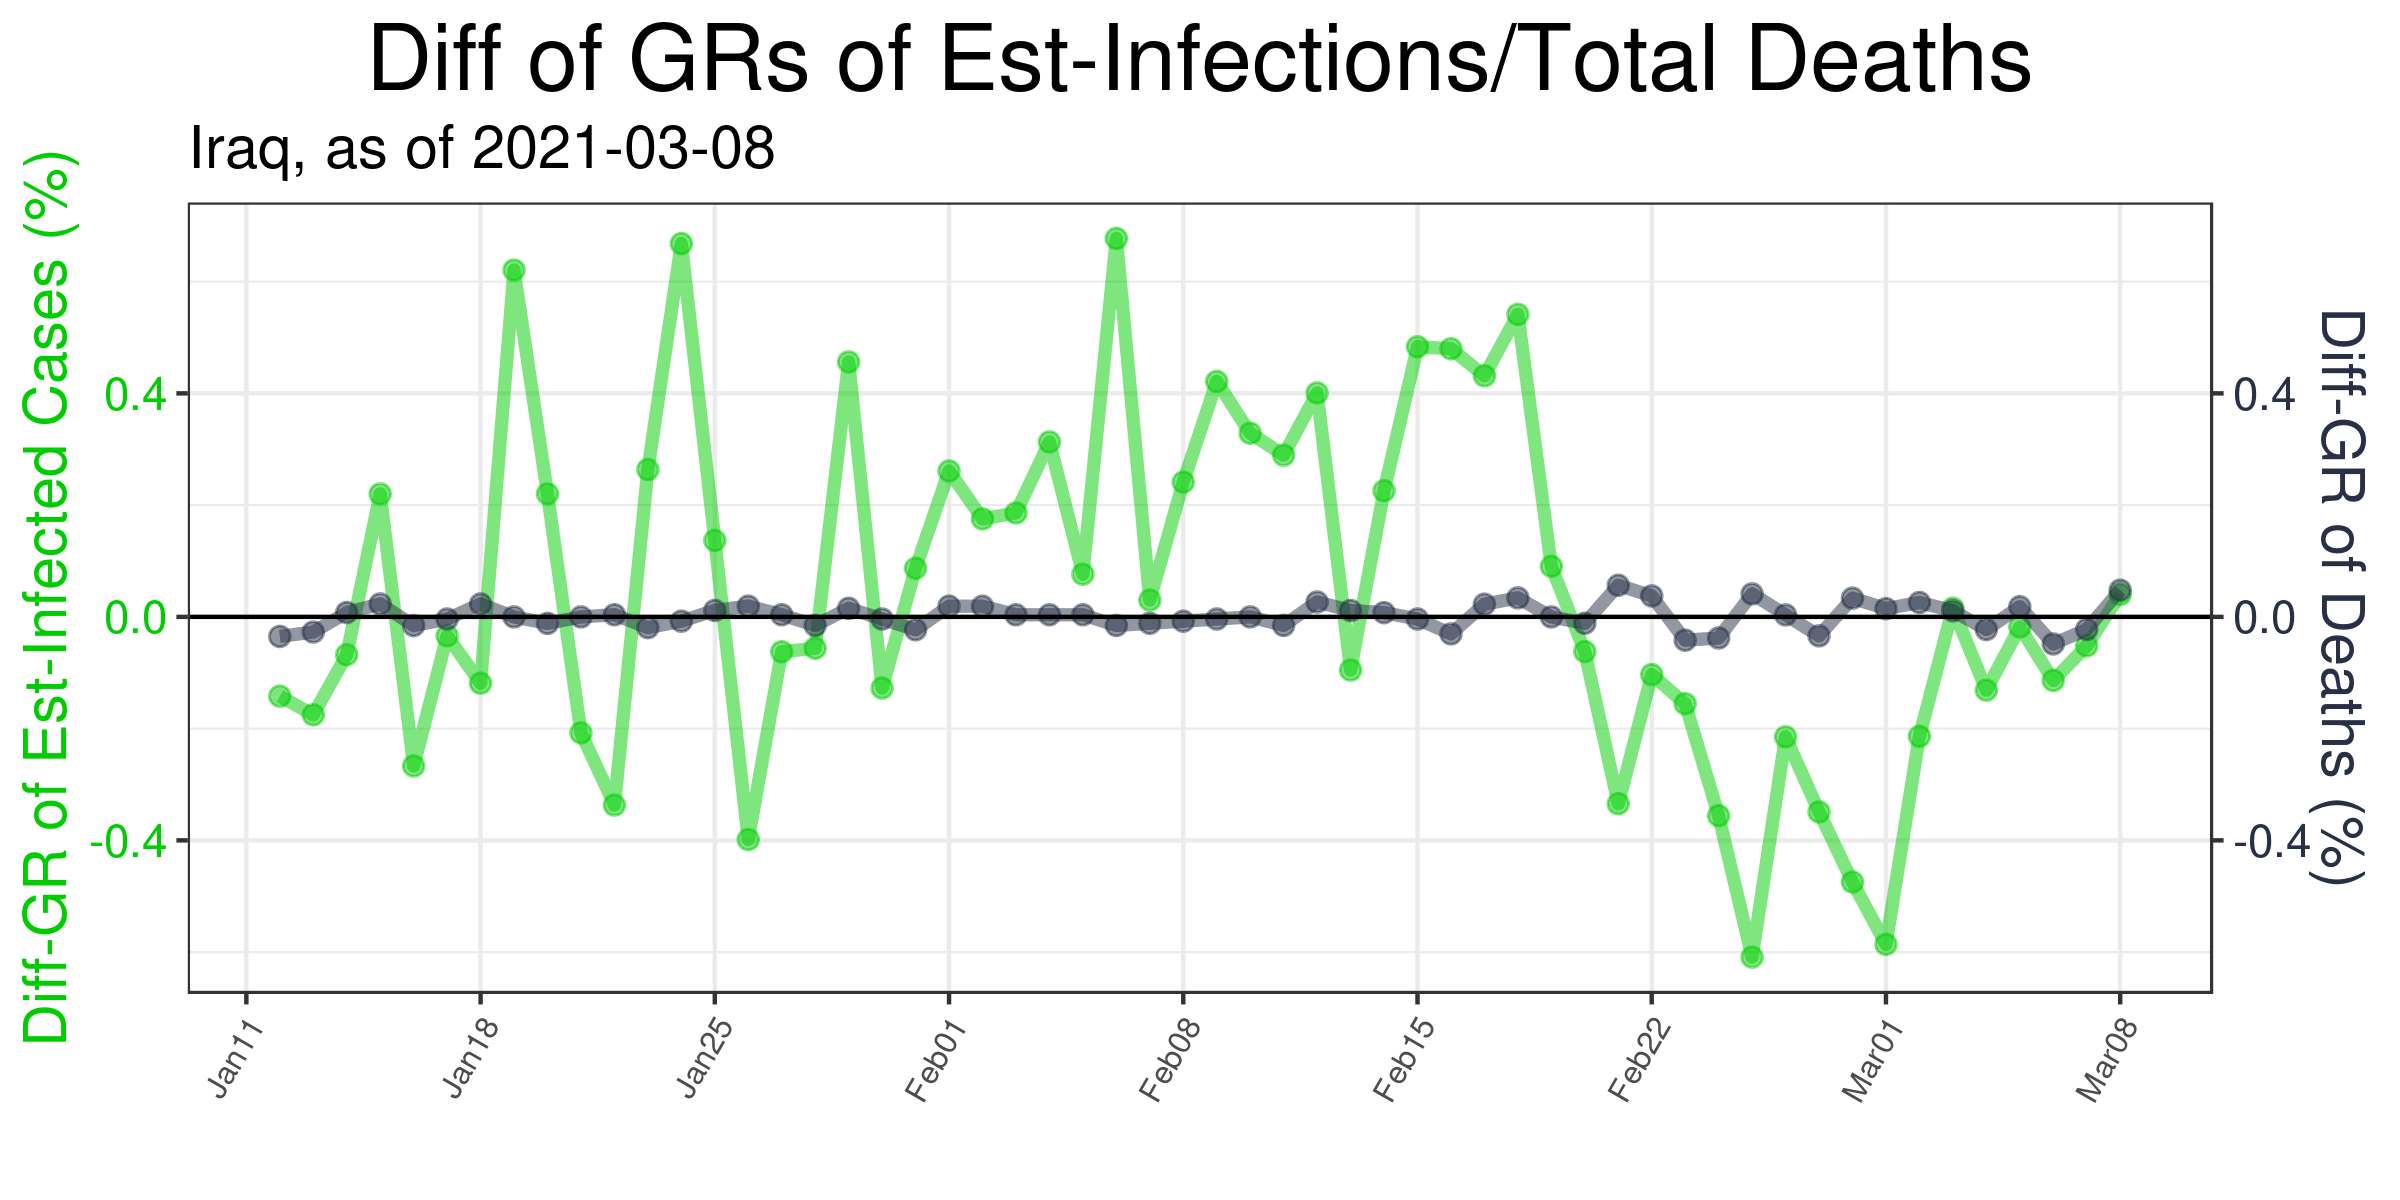 Diff of GRs of Est-Infections/Total Deaths
Iraq, as of 2021-03-08
Diff-GR of Est-Infected Cases (%)
0.4
0.0
-0.4
0.4
0.0
-0.4
Diff-GR of Deaths (%)
Jan11
Jan18
Jan25
Feb01
Feb08
Feb15
Feb22
Mar01
Mar08